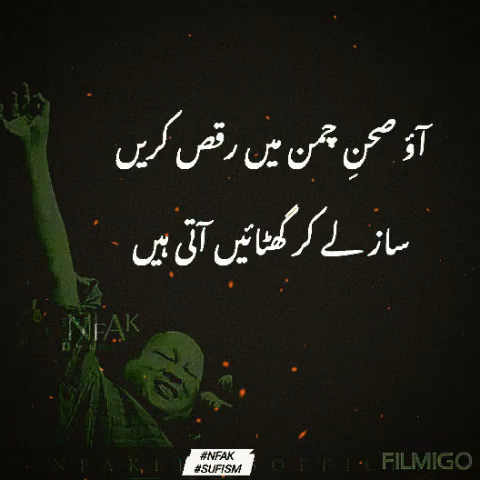 آؤ صحنِ چمن میں رقص کریں
ساز لے کر گھٹائیں آتی ہیں
NFAK
#NFAK
#SUFISM
FILMIGO